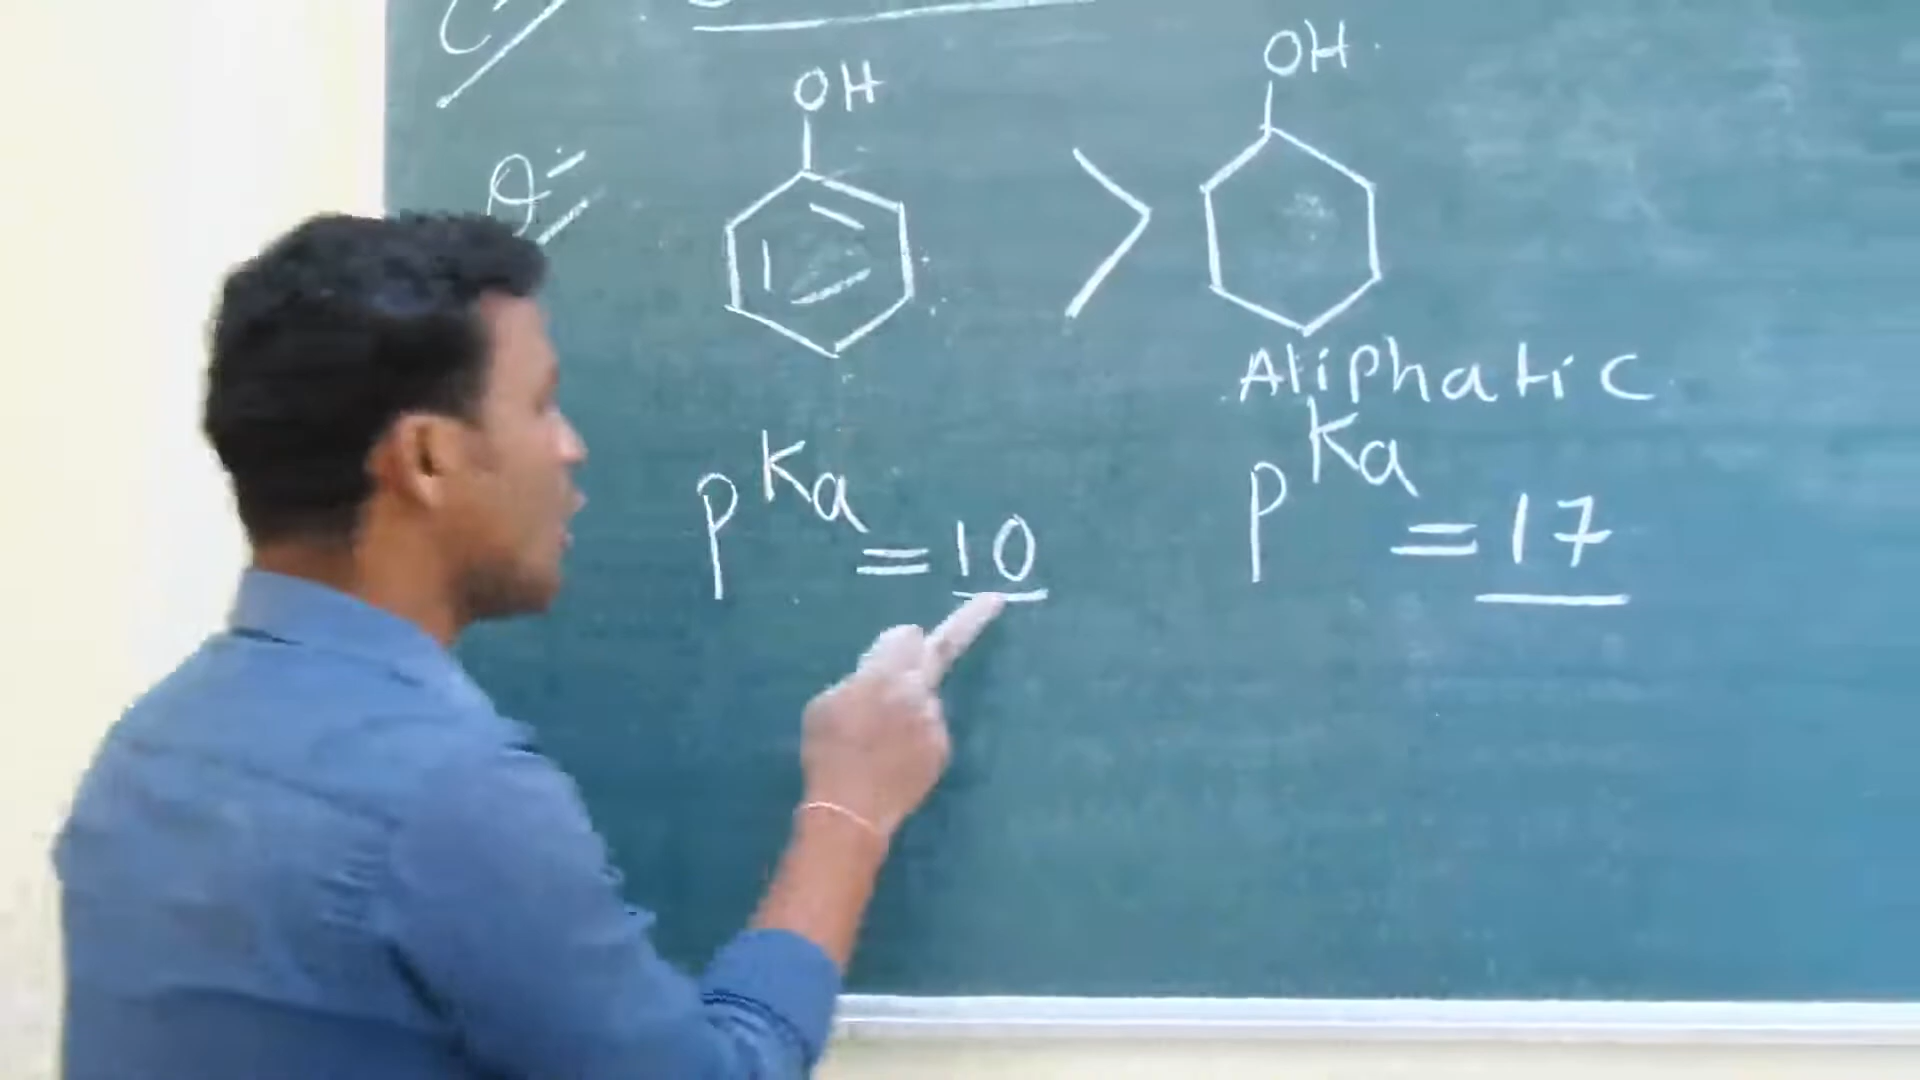 OH
OH
>
Aliphatic
pKa = 10
pKa = 17